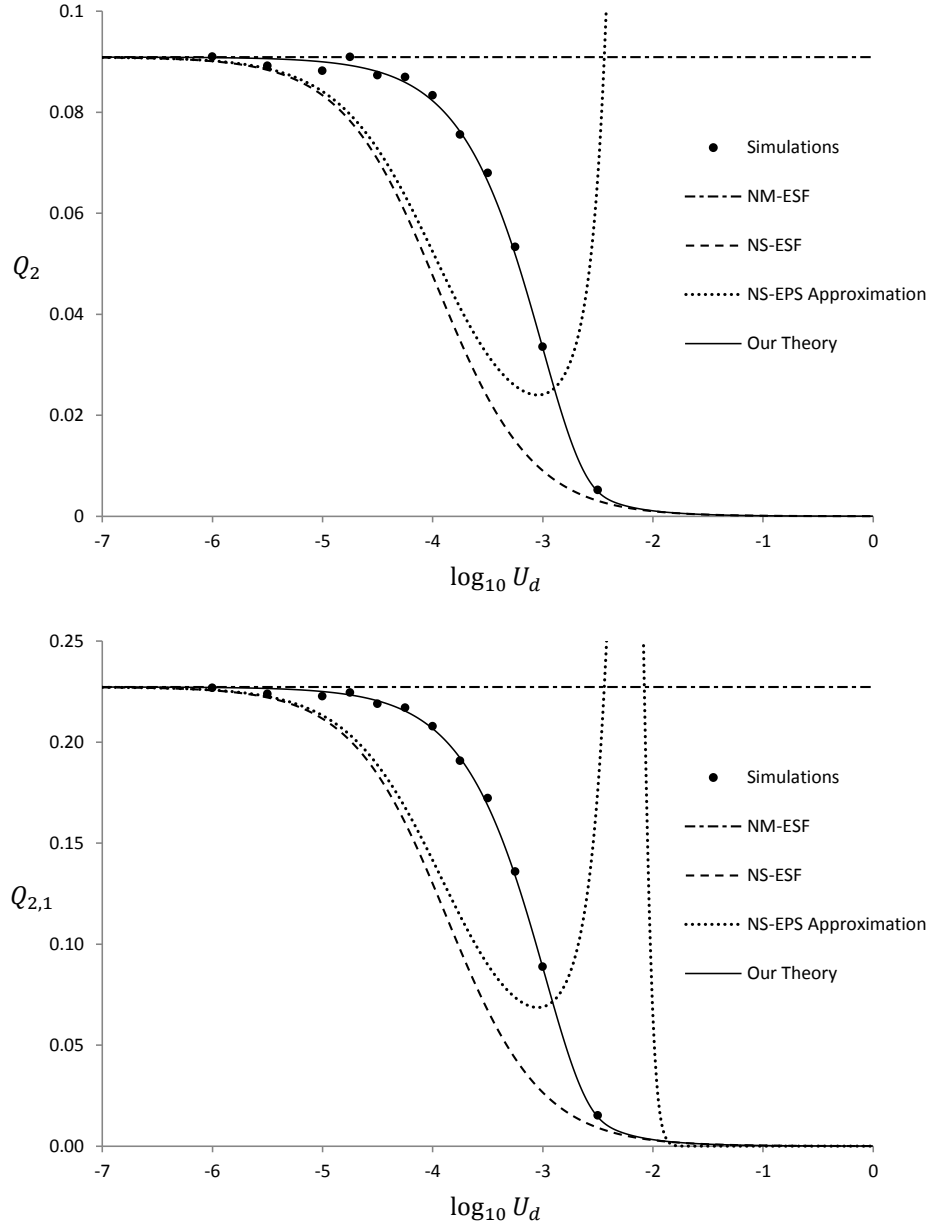 0.1
0.08
0.06
Q₂
0.04
0.02
0
-7 -6 -5 -4 -3 -2 -1 0
log₁₀ U_d
Simulations
NM-ESF
NS-ESF
NS-EPS Approximation
Our Theory
0.25
0.20
0.15
Q₂,₁
0.10
0.05
0.00
-7 -6 -5 -4 -3 -2 -1 0
log₁₀ U_d
Simulations
NM-ESF
NS-ESF
NS-EPS Approximation
Our Theory